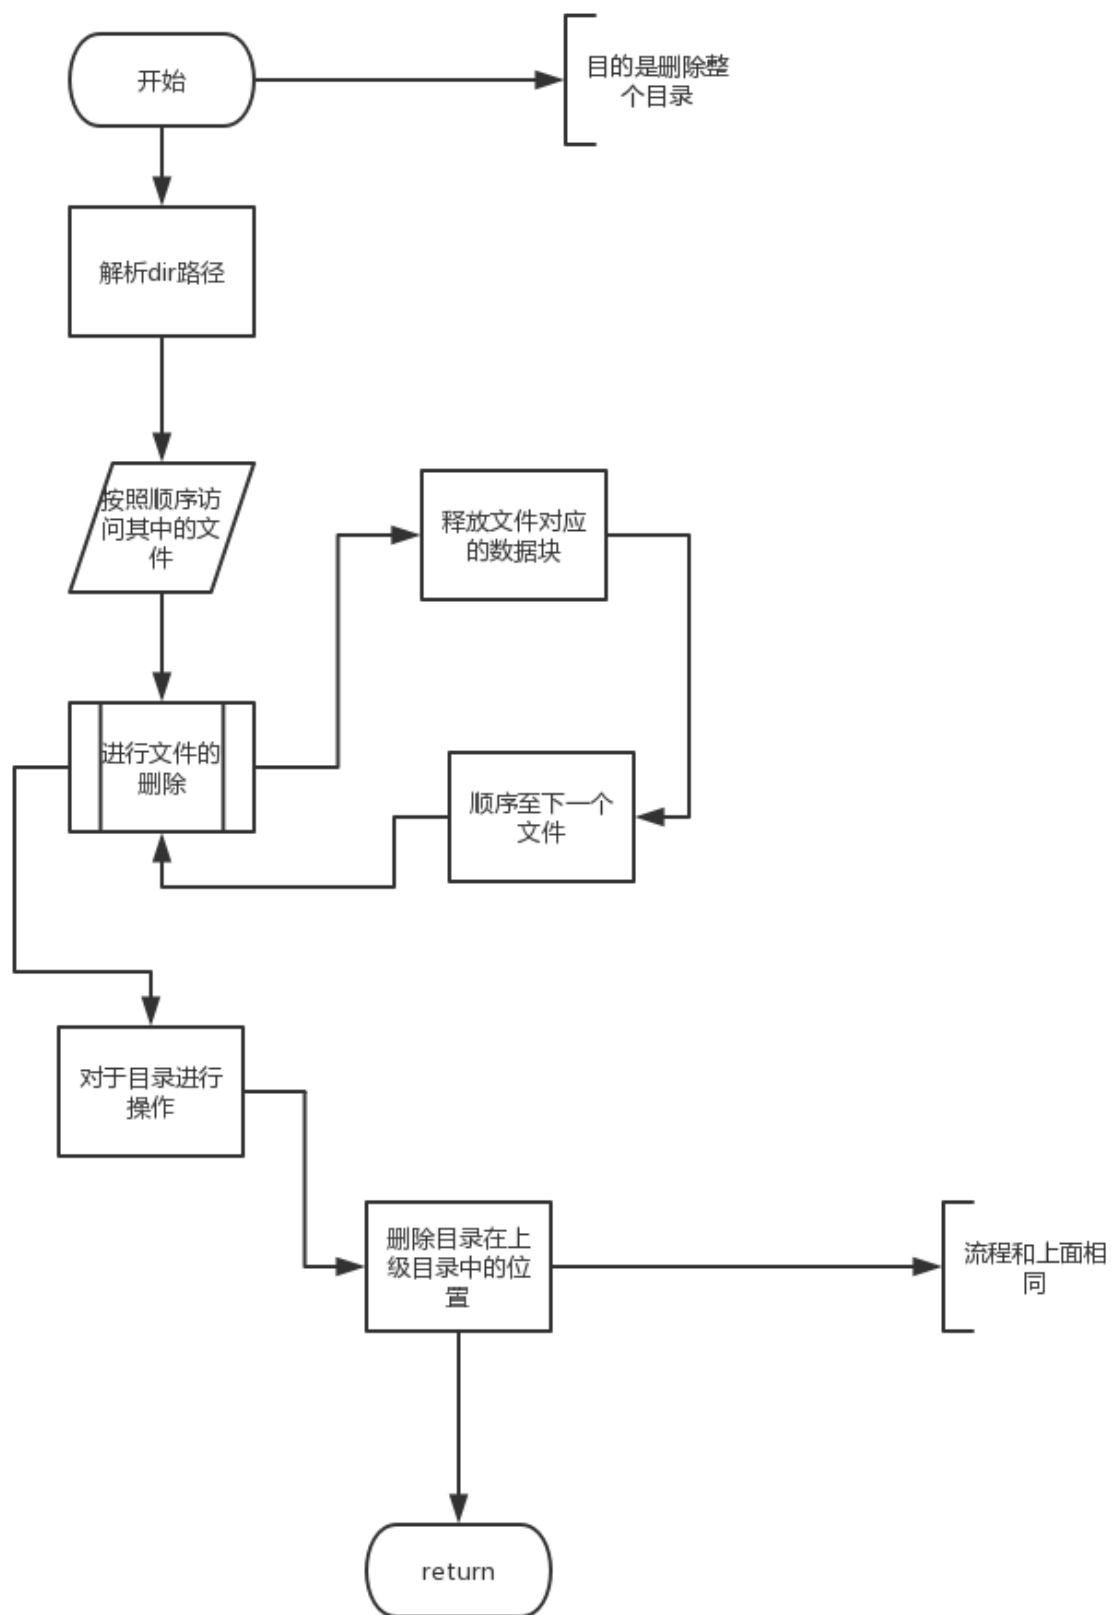 开始
目的是删除整
个目录
解析dir路径
按照顺序访
问其中的文
件
释放文件对应
的数据块
进行文件的
删除
顺序至下一个
文件
对于目录进行
操作
删除目录在上
级目录中的位
置
流程和上面相
同
return